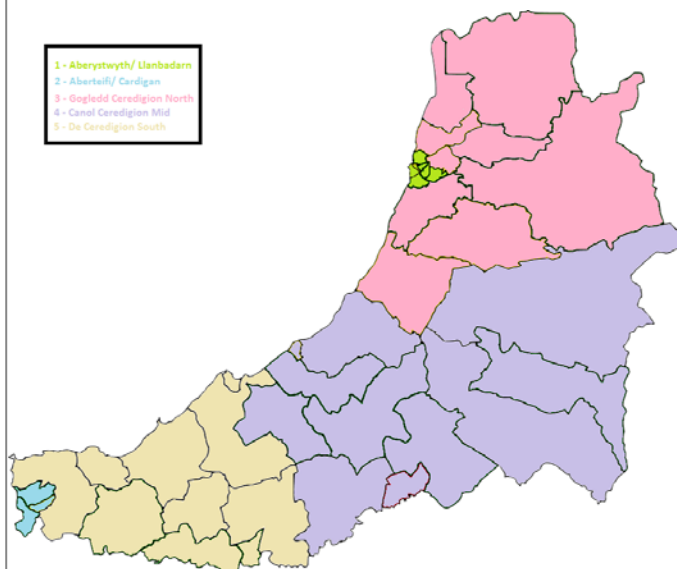 1 - Aberystwyth/ Llanbadarn
2 - Aberteifi/ Cardigan
3 - Gogledd Ceredigion North
4 - Canol Ceredigion Mid
5 - De Ceredigion South